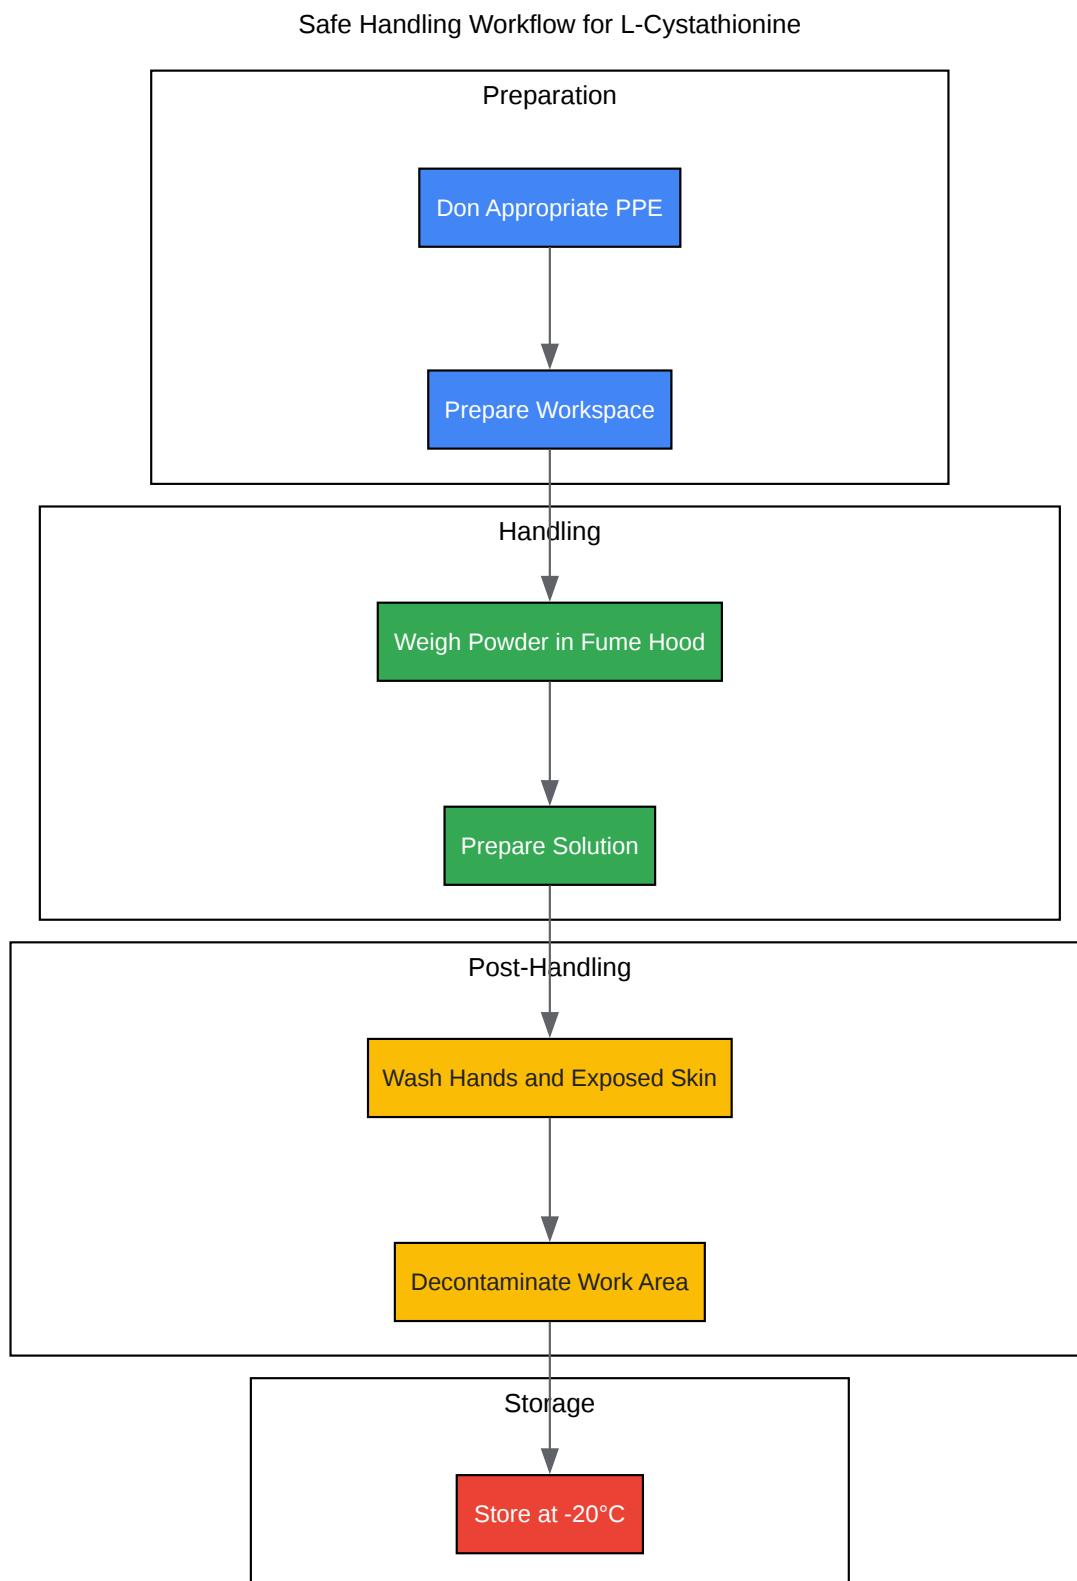 Safe Handling Workflow for L-Cystathionine
Preparation
Don Appropriate PPE
Prepare Workspace
Handling
Weigh Powder in Fume Hood
Prepare Solution
Post-Handling
Wash Hands and Exposed Skin
Decontaminate Work Area
Storage
Store at -20°C